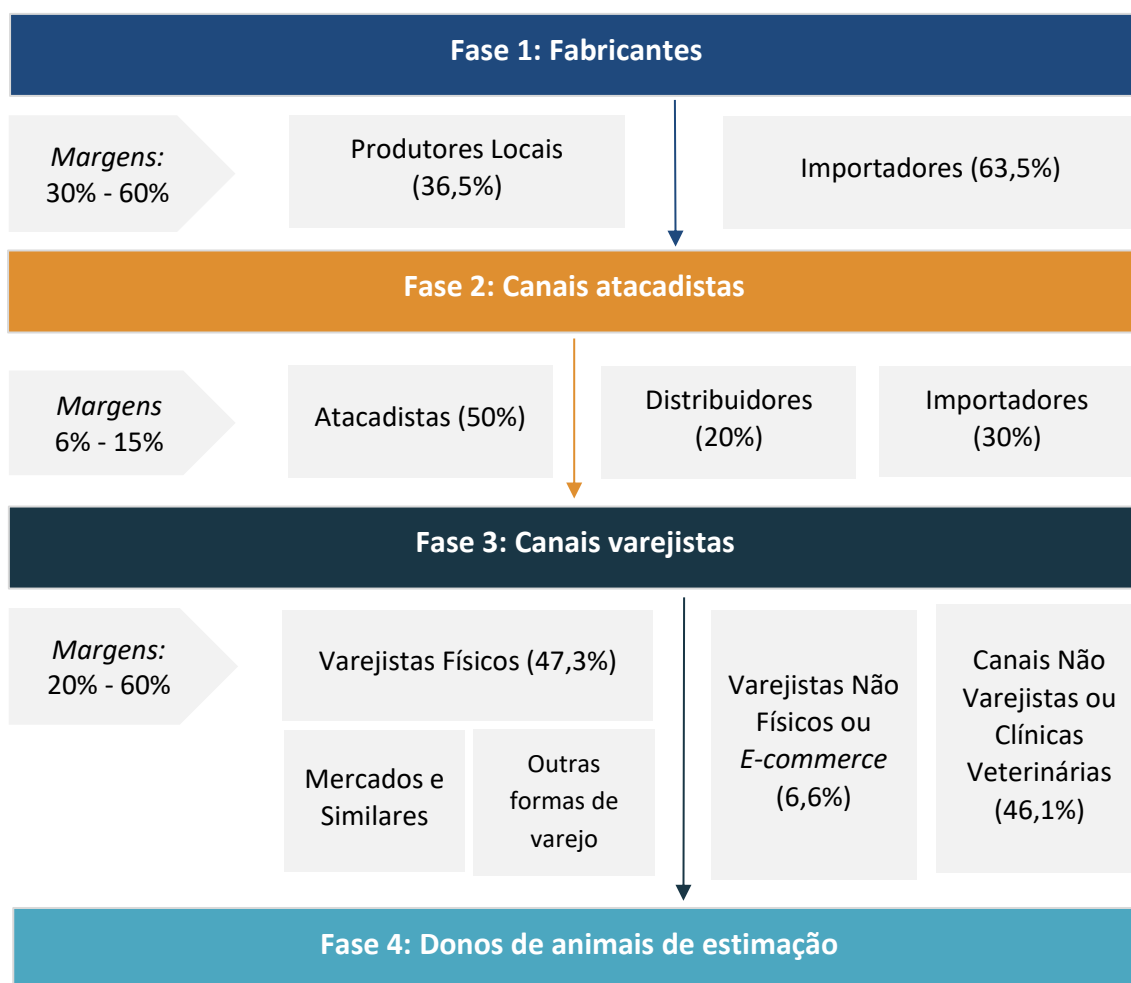 Fase 1: Fabricantes
Margens:
30% - 60%
Produtores Locais
(36,5%)
Importadores (63,5%)
Fase 2: Canais atacadistas
Margens
6% - 15%
Atacadistas (50%)
Distribuidores
(20%)
Importadores
(30%)
Fase 3: Canais varejistas
Margens:
20% - 60%
Varejistas Físicos (47,3%)
Mercados e
Similares
Outras
formas de
varejo
Varejistas Não
Físicos ou
E-commerce
(6,6%)
Canais Não
Varejistas ou
Clínicas
Veterinárias
(46,1%)
Fase 4: Donos de animais de estimação